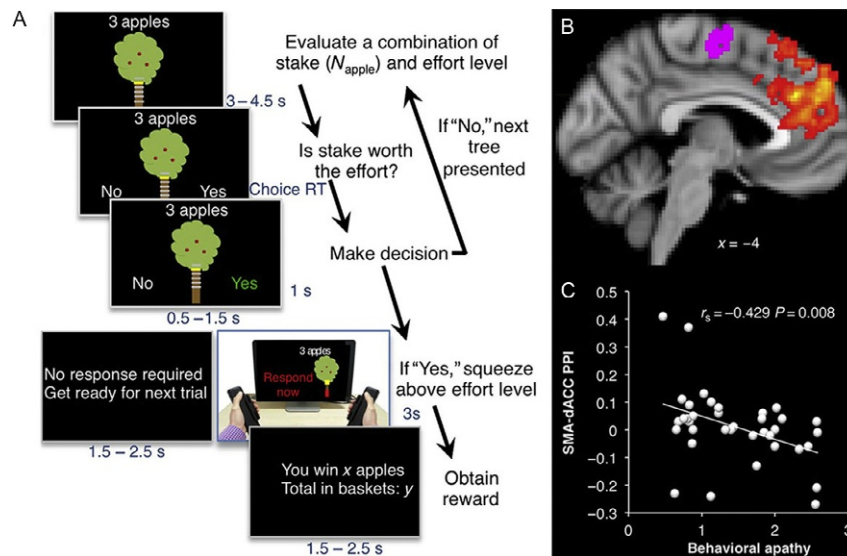 A
3 apples
3 – 4.5 s
3 apples
No Yes
Choice RT
3 apples
No Yes
1 s
0.5 – 1.5 s
No response required
Get ready for next trial
1.5 – 2.5 s
3 apples
Respond
now
3s
You win x apples
Total in baskets: y
1.5 – 2.5 s
Evaluate a combination of
stake (Napple) and effort level
Is stake worth
the effort?
If “No,” next
tree
presented
Make decision
If “Yes,” squeeze
above effort level
Obtain
reward
B
x = −4
C
rs = −0.429 P = 0.008
SMA-dACC PPI
0.5
0.4
0.3
0.2
0.1
0
−0.1
−0.2
−0.3
0 1 2 3
Behavioral apathy